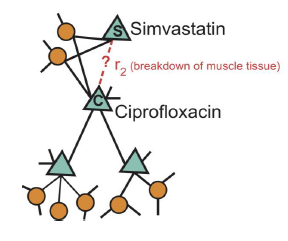 S Simvastatin
? r2 (breakdown of muscle tissue)
C Ciprofloxacin